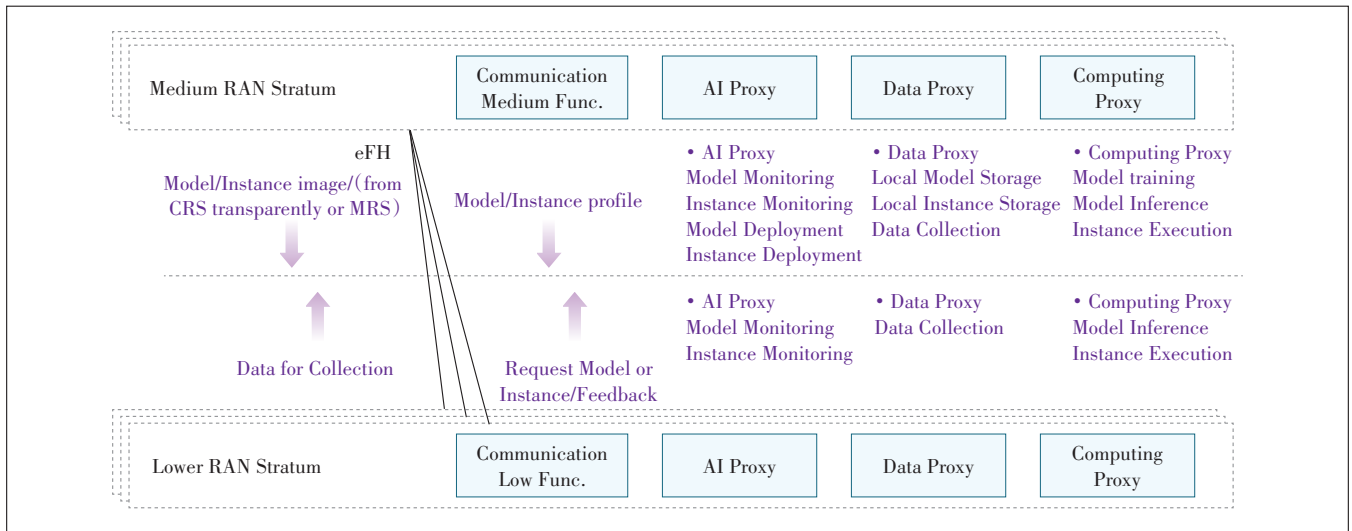 Medium RAN Stratum
Communication
Medium Func.
AI Proxy
Data Proxy
Computing
Proxy
eFH
Model/Instance image/(from
CRS transparently or MRS)
Model/Instance profile
• AI Proxy
Model Monitoring
Instance Monitoring
Model Deployment
Instance Deployment
• Data Proxy
Local Model Storage
Local Instance Storage
Data Collection
• Computing Proxy
Model training
Model Inference
Instance Execution
Data for Collection
Request Model or
Instance/Feedback
• AI Proxy
Model Monitoring
Instance Monitoring
• Data Proxy
Data Collection
• Computing Proxy
Model Inference
Instance Execution
Lower RAN Stratum
Communication
Low Func.
AI Proxy
Data Proxy
Computing
Proxy